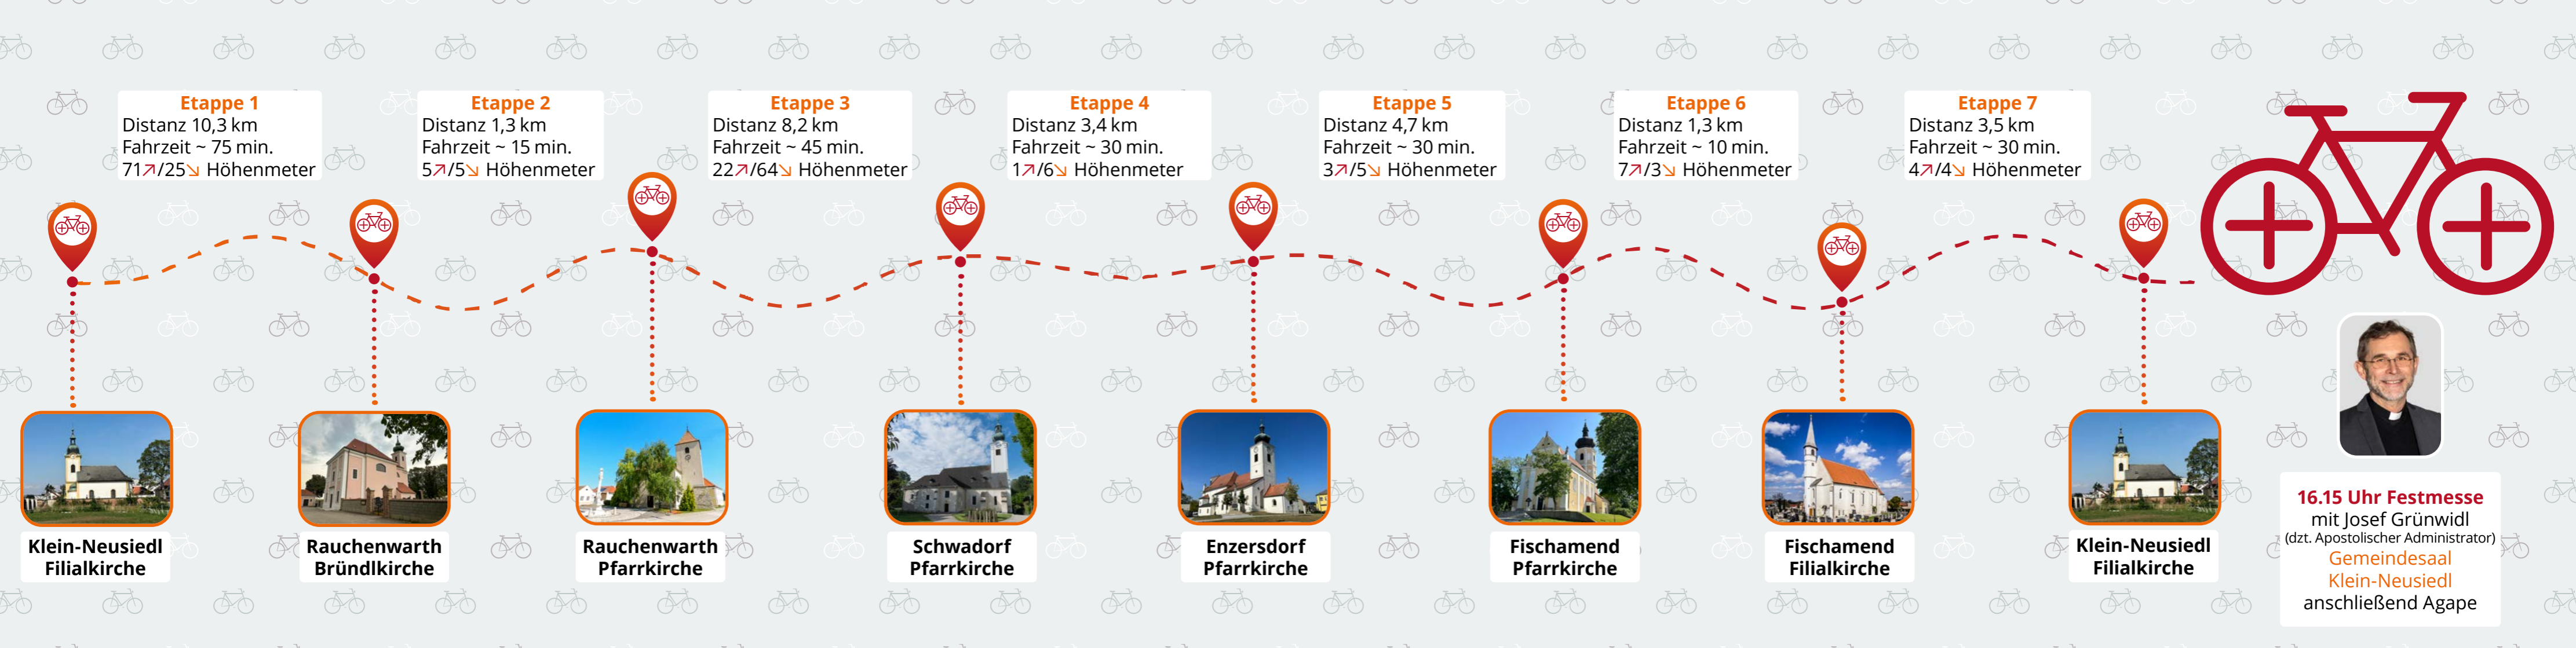 Etappe 1
Distanz 10,3 km
Fahrzeit ~ 75 min.
71↗/25↘ Höhenmeter
Etappe 2
Distanz 1,3 km
Fahrzeit ~ 15 min.
5↗/5↘ Höhenmeter
Etappe 3
Distanz 8,2 km
Fahrzeit ~ 45 min.
22↗/64↘ Höhenmeter
Etappe 4
Distanz 3,4 km
Fahrzeit ~ 30 min.
1↗/6↘ Höhenmeter
Etappe 5
Distanz 4,7 km
Fahrzeit ~ 30 min.
3↗/5↘ Höhenmeter
Etappe 6
Distanz 1,3 km
Fahrzeit ~ 10 min.
7↗/3↘ Höhenmeter
Etappe 7
Distanz 3,5 km
Fahrzeit ~ 30 min.
4↗/4↘ Höhenmeter
Klein-Neusiedl
Filialkirche
Rauchenwarth
Bründlkirche
Rauchenwarth
Pfarrkirche
Schwadorf
Pfarrkirche
Enzersdorf
Pfarrkirche
Fischamend
Pfarrkirche
Fischamend
Filialkirche
Klein-Neusiedl
Filialkirche
16.15 Uhr Festmesse
mit Josef Grünwidl
(dzt. Apostolischer Administrator)
Gemeindesaal
Klein-Neusiedl
anschließend Agape